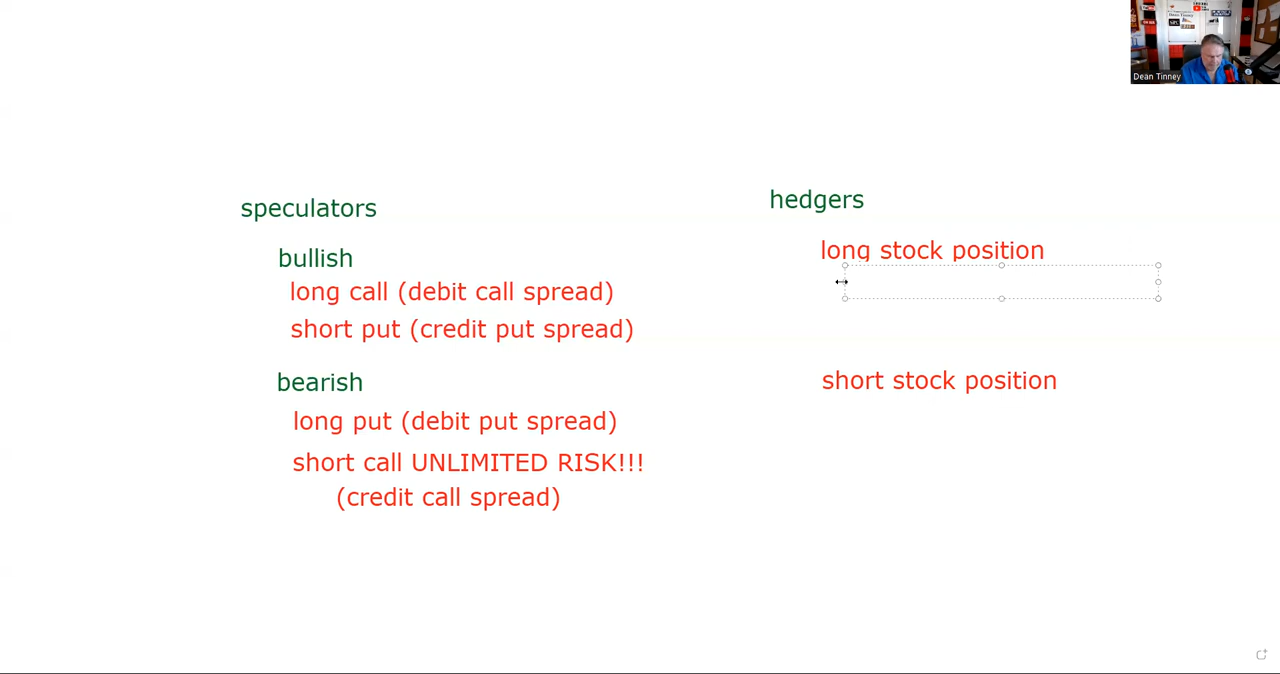 Dean Tinney
speculators
bullish
long call (debit call spread)
short put (credit put spread)
bearish
long put (debit put spread)
short call UNLIMITED RISK!!!
(credit call spread)
hedgers
long stock position
short stock position